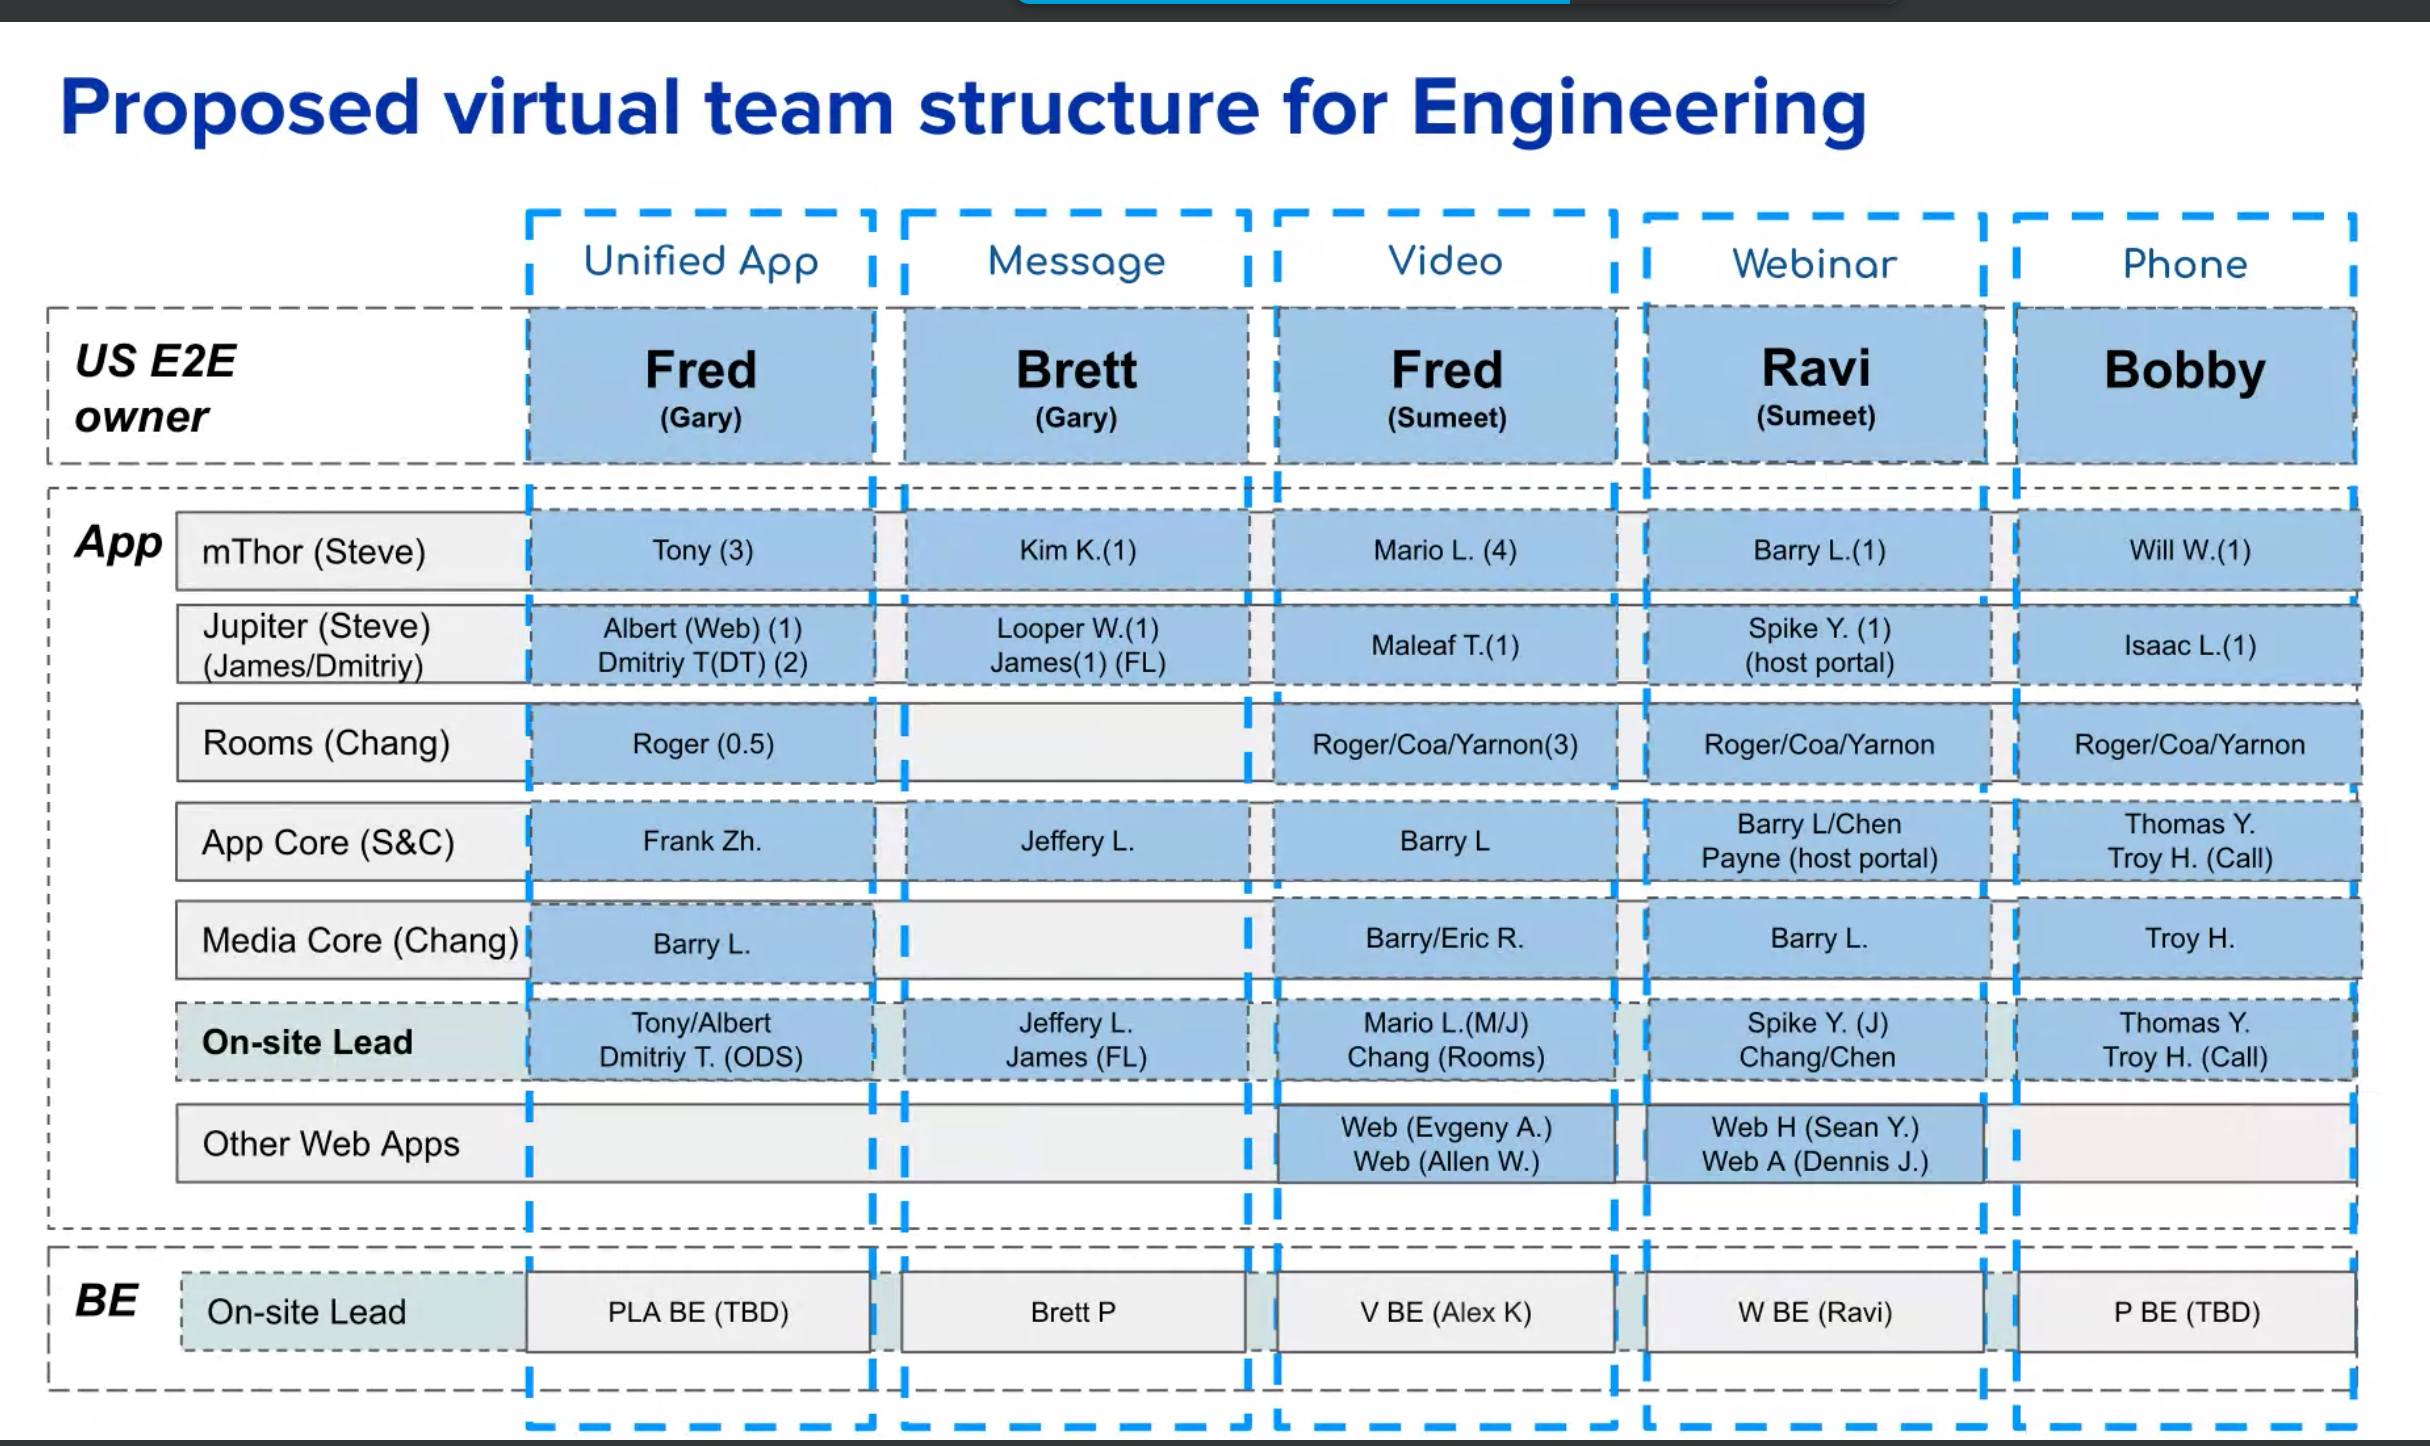 Proposed virtual team structure for Engineering
Unified App
Message
Video
Webinar
Phone
US E2E
owner
Fred
(Gary)
Brett
(Gary)
Fred
(Sumeet)
Ravi
(Sumeet)
Bobby
App
mThor (Steve)
Tony (3)
Kim K.(1)
Mario L. (4)
Barry L.(1)
Will W.(1)
Jupiter (Steve)
(James/Dmitriy)
Albert (Web) (1)
Dmitriy T(DT) (2)
Looper W.(1)
James(1) (FL)
Maleaf T.(1)
Spike Y. (1)
(host portal)
Isaac L.(1)
Rooms (Chang)
Roger (0.5)
Roger/Coa/Yarnon(3)
Roger/Coa/Yarnon
Roger/Coa/Yarnon
App Core (S&C)
Frank Zh.
Jeffery L.
Barry L
Barry L/Chen
Payne (host portal)
Thomas Y.
Troy H. (Call)
Media Core (Chang)
Barry L.
Barry/Eric R.
Barry L.
Troy H.
On-site Lead
Tony/Albert
Dmitriy T. (ODS)
Jeffery L.
James (FL)
Mario L.(M/J)
Chang (Rooms)
Spike Y. (J)
Chang/Chen
Thomas Y.
Troy H. (Call)
Other Web Apps
Web (Evgeny A.)
Web (Allen W.)
Web H (Sean Y.)
Web A (Dennis J.)
BE
On-site Lead
PLA BE (TBD)
Brett P
V BE (Alex K)
W BE (Ravi)
P BE (TBD)